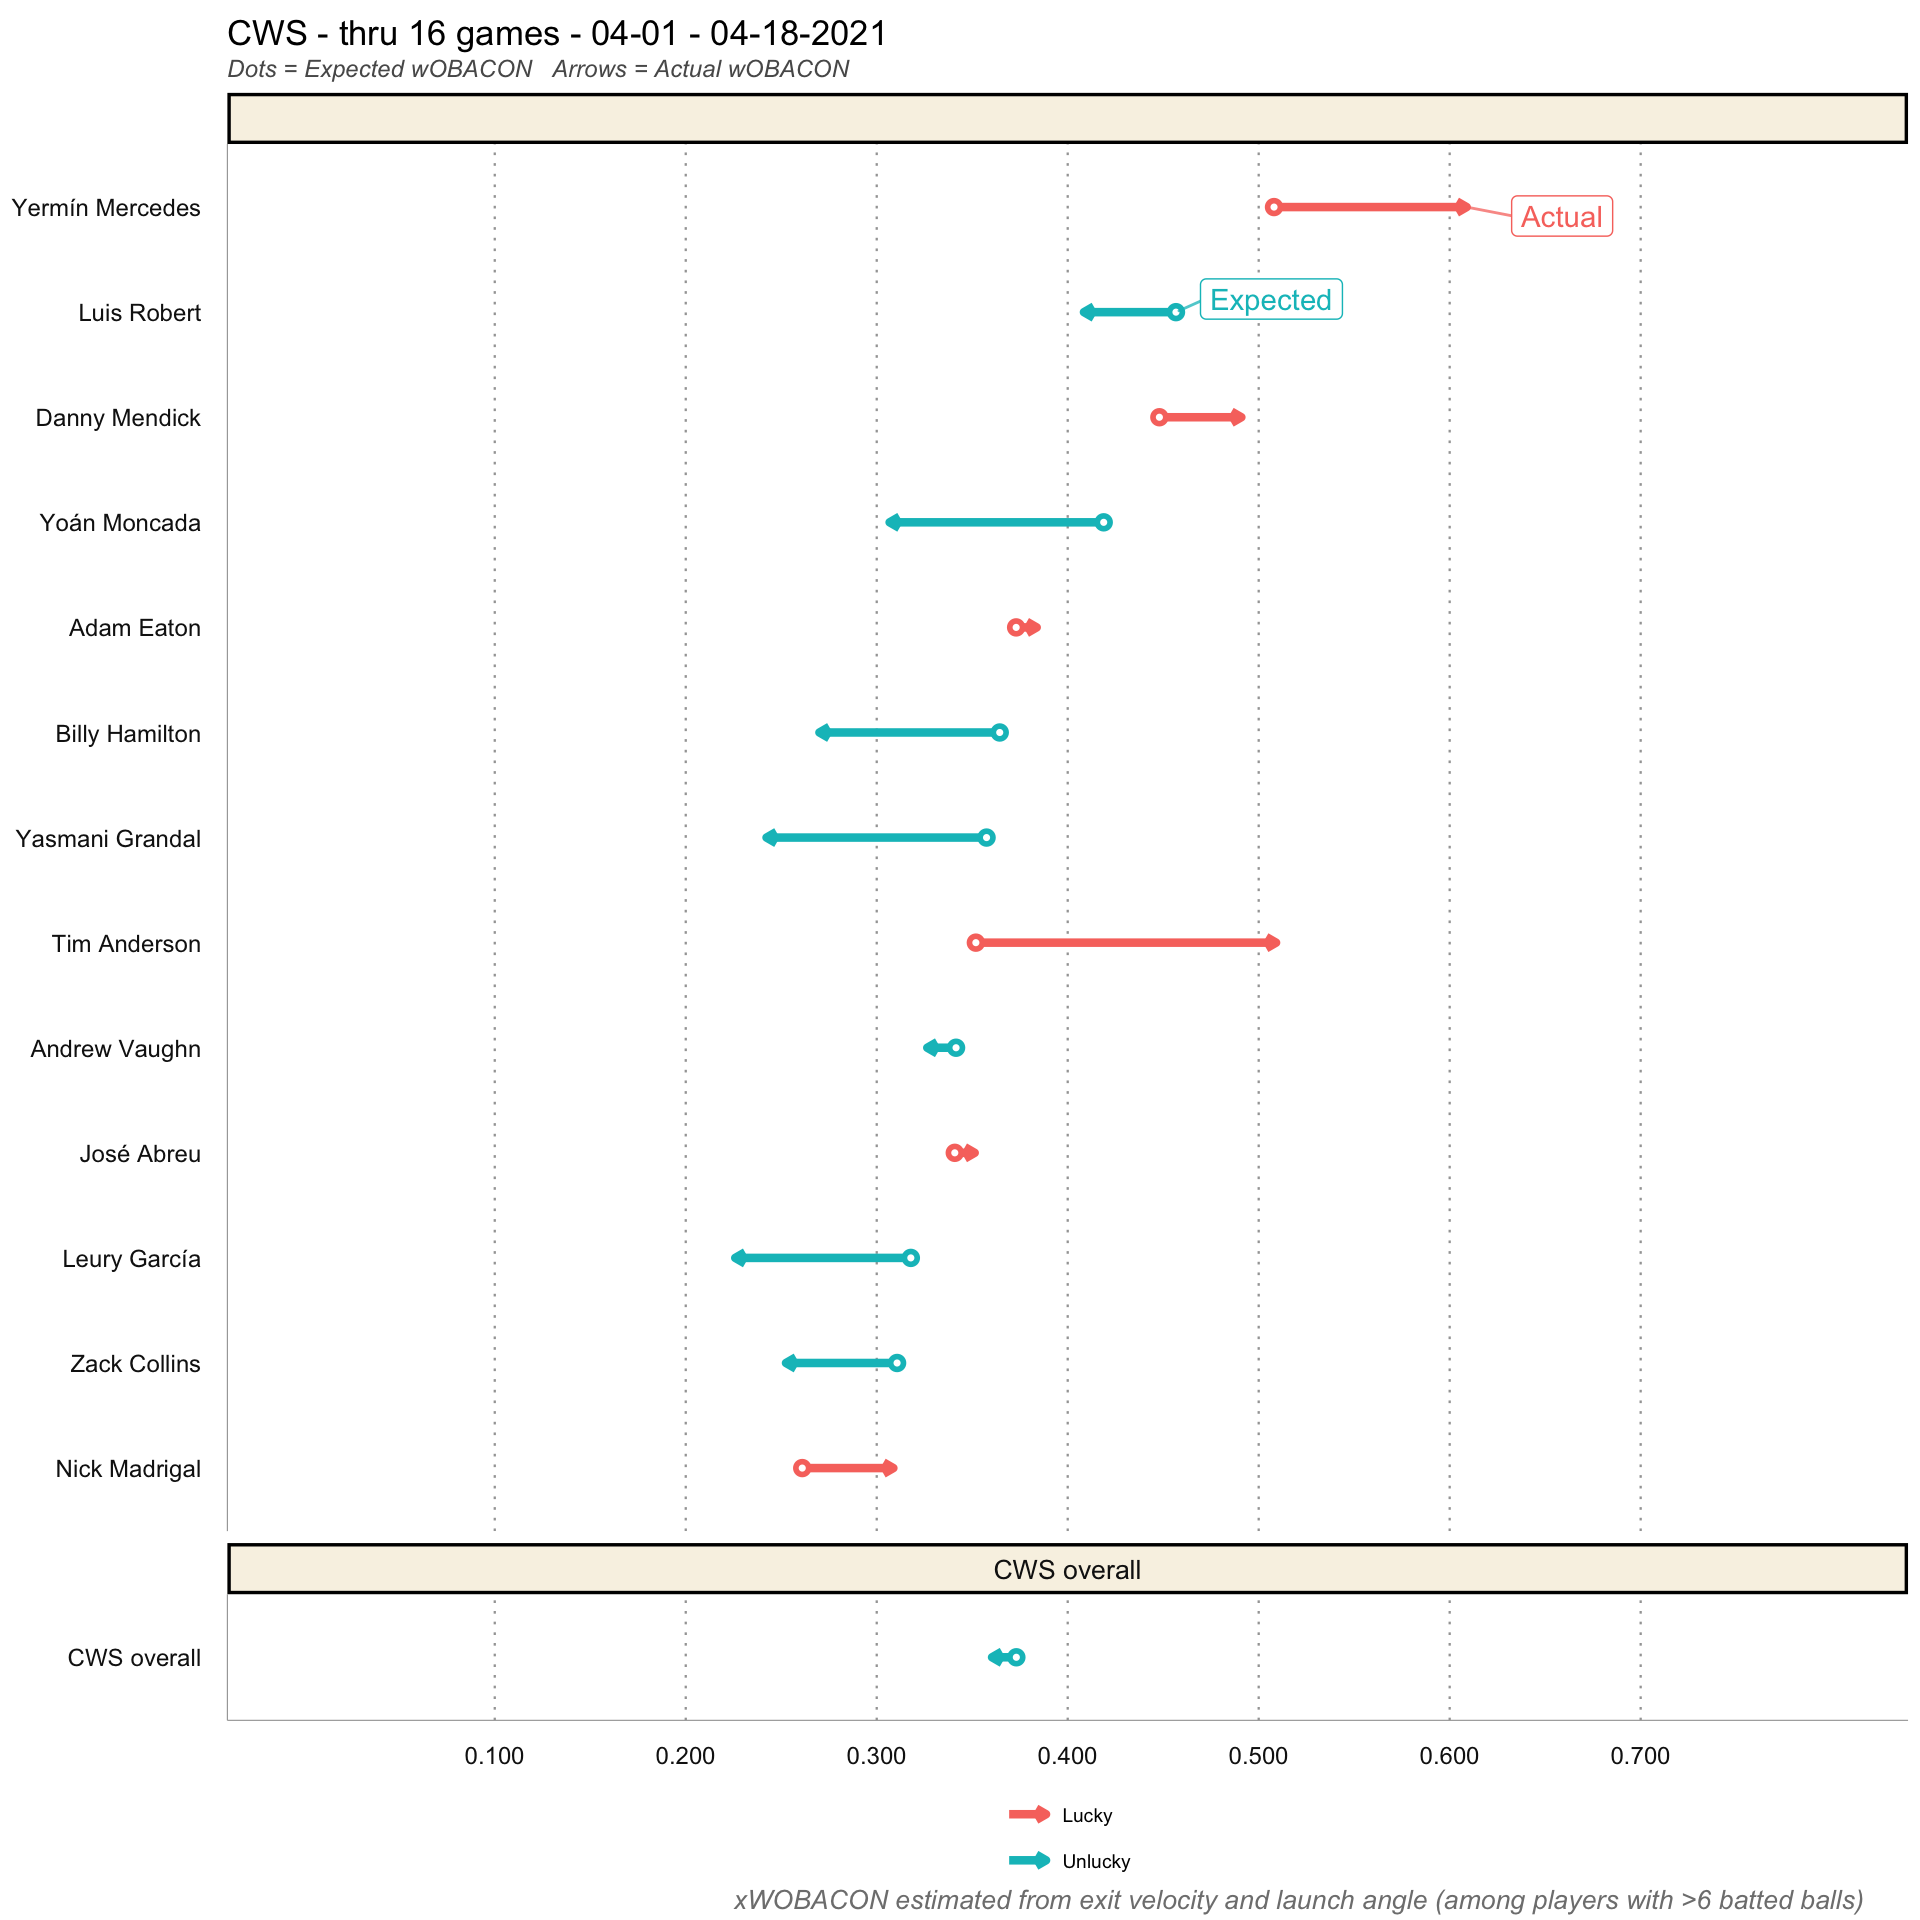 CWS - thru 16 games - 04-01 - 04-18-2021
Dots = Expected wOBACON   Arrows = Actual wOBACON
Yermín Mercedes
Actual
Luis Robert
Expected
Danny Mendick
Yoán Moncada
Adam Eaton
Billy Hamilton
Yasmani Grandal
Tim Anderson
Andrew Vaughn
José Abreu
Leury García
Zack Collins
Nick Madrigal
CWS overall
CWS overall
0.100 0.200 0.300 0.400 0.500 0.600 0.700
Lucky
Unlucky
xWOBACON estimated from exit velocity and launch angle (among players with >6 batted balls)